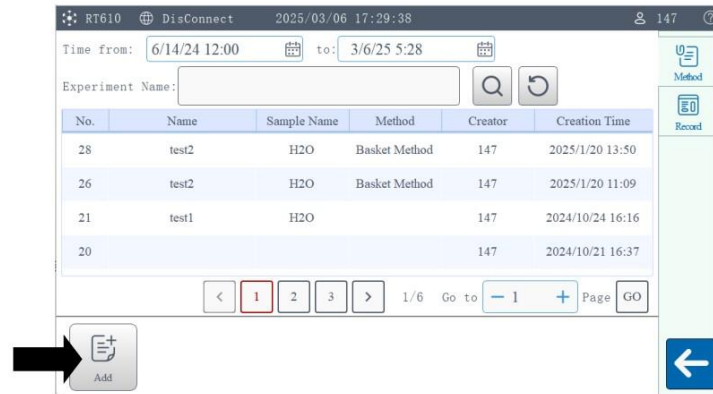 RT610 DisConnect 2025/03/06 17:29:38 147
Time from: 6/14/24 12:00 to: 3/6/25 5:28
Experiment Name:
No. Name Sample Name Method Creator Creation Time
28 test2 H2O Basket Method 147 2025/1/20 13:50
26 test2 H2O Basket Method 147 2025/1/20 11:09
21 test1 H2O 147 2024/10/24 16:16
20 147 2024/10/21 16:37
< 1 2 3 > 1/6 Go to − 1 + Page GO
Add
Method
Record